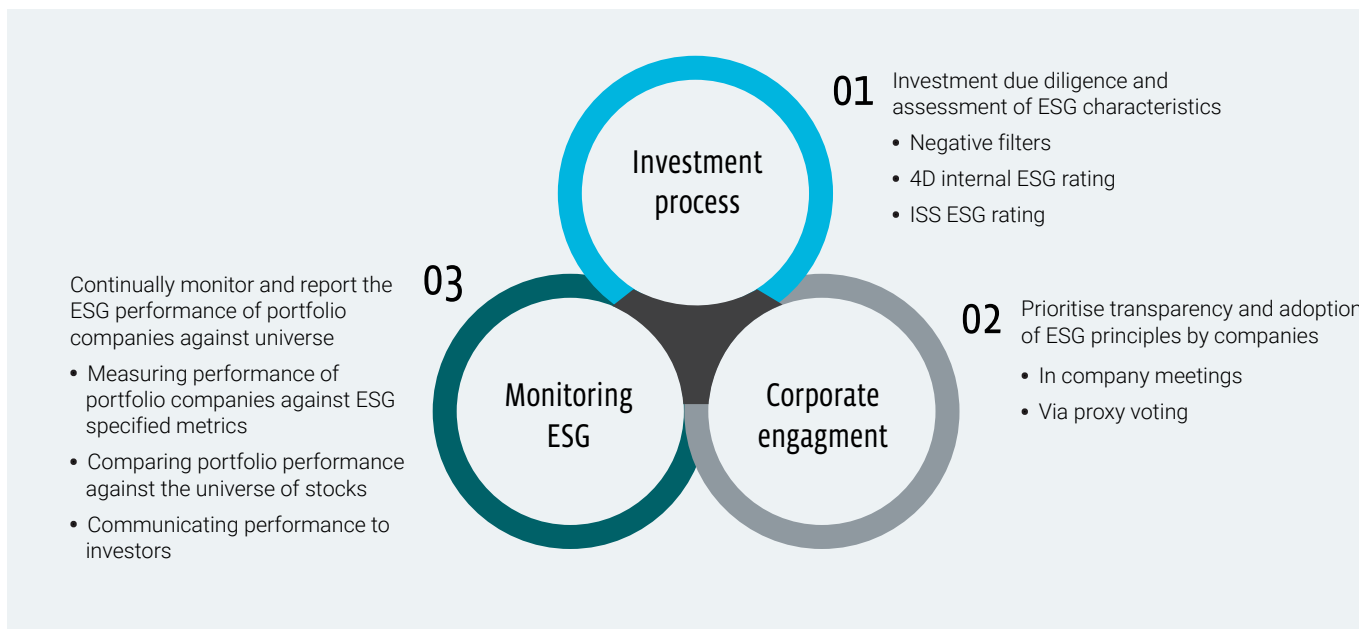 01
Investment due diligence and
assessment of ESG characteristics
• Negative filters
• 4D internal ESG rating
• ISS ESG rating
Investment
process
02
Prioritise transparency and adoption
of ESG principles by companies
• In company meetings
• Via proxy voting
Corporate
engagment
03
Continually monitor and report the
ESG performance of portfolio
companies against universe
• Measuring performance of
portfolio companies against ESG
specified metrics
• Comparing portfolio performance
against the universe of stocks
• Communicating performance to
investors
Monitoring
ESG